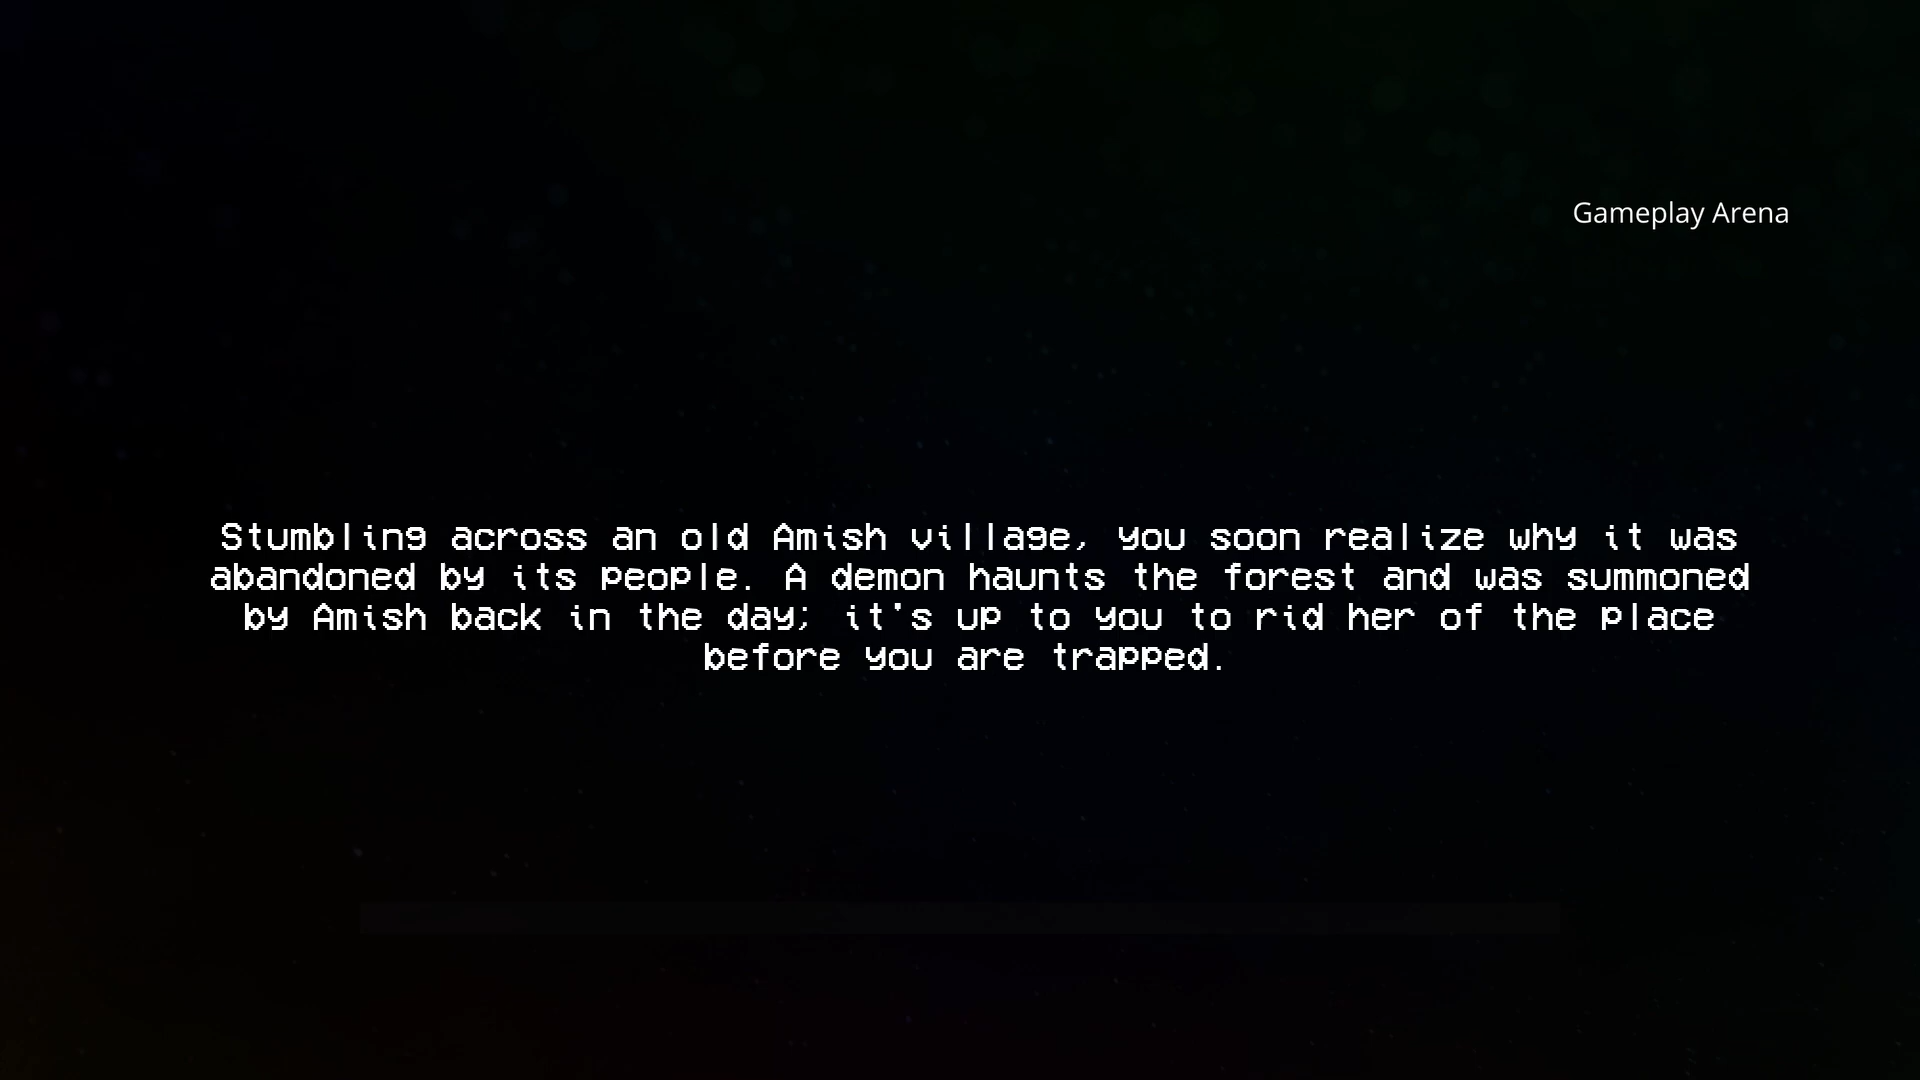 Gameplay Arena
Stumbling across an old Amish village, you soon realize why it was
abandoned by its people. A demon haunts the forest and was summoned
by Amish back in the day; it's up to you to rid her of the place
before you are trapped.